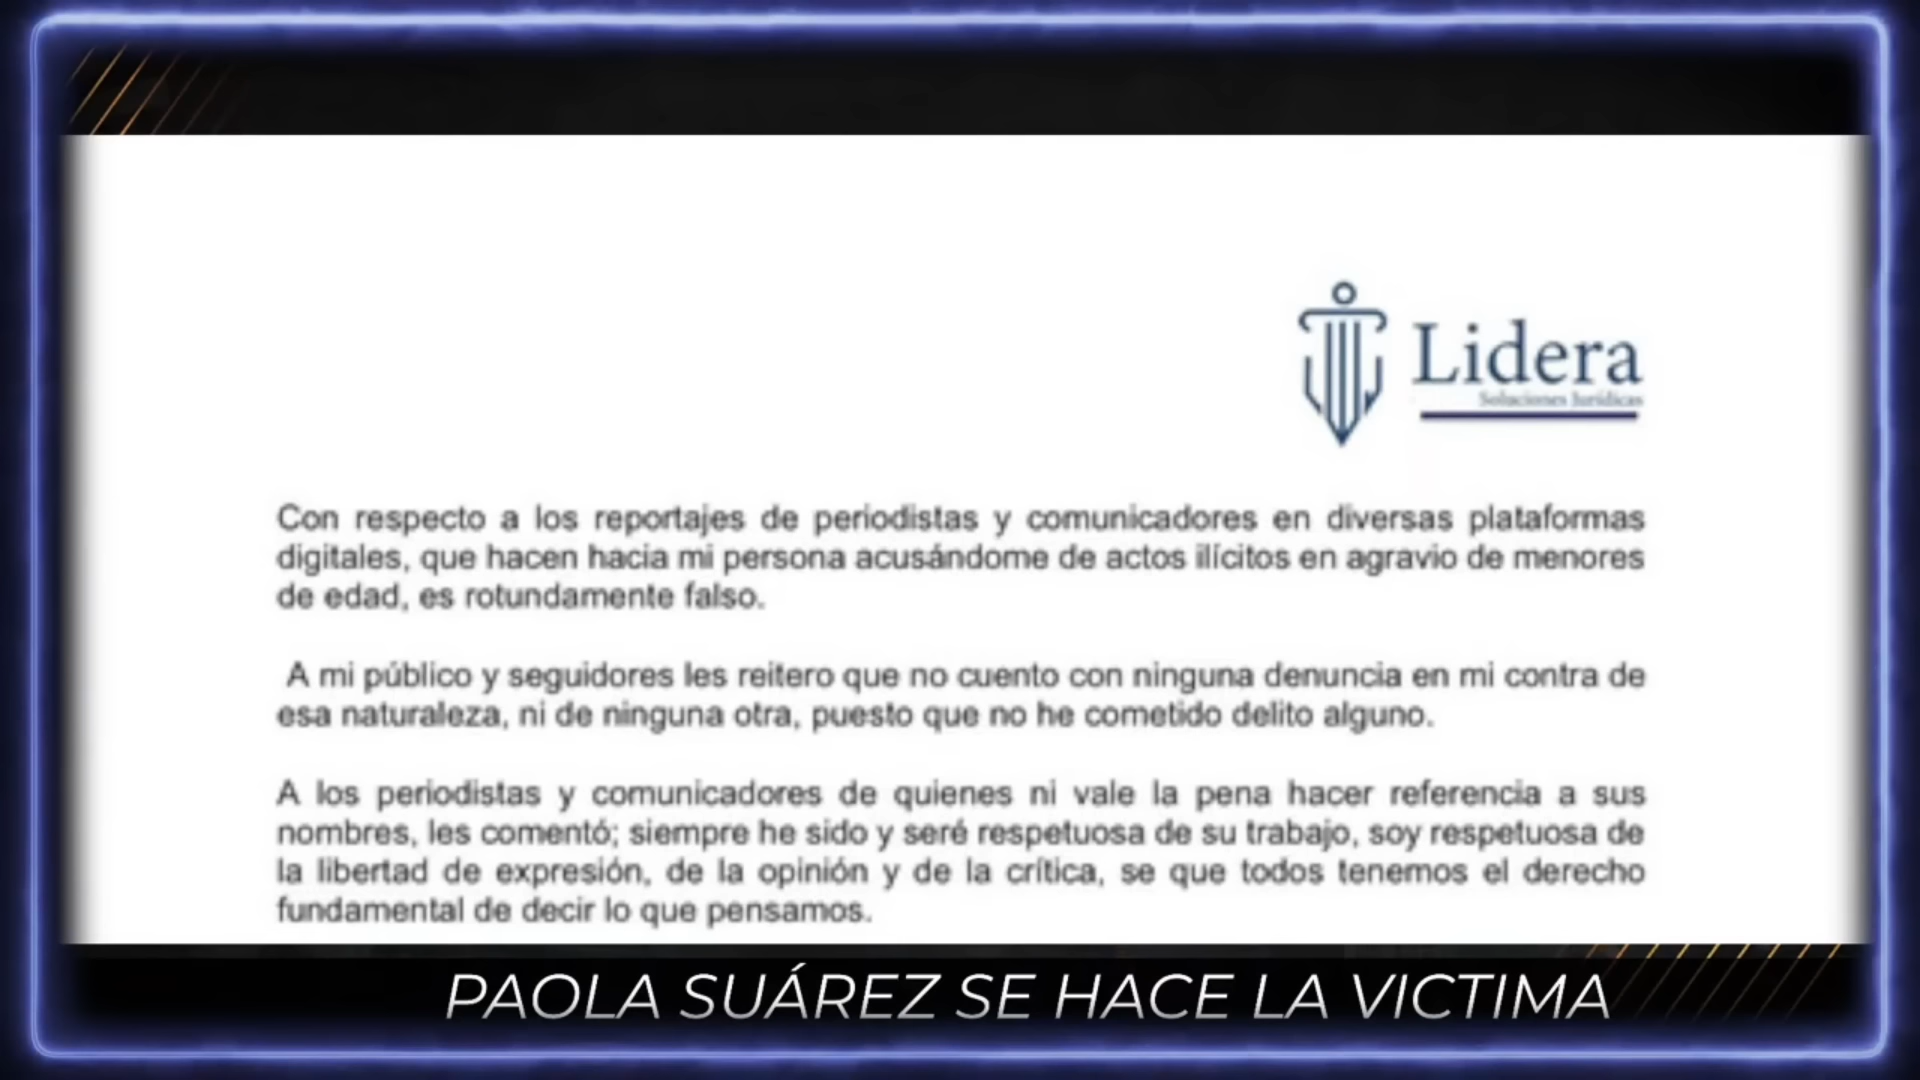 Lidera
Soluciones Jurídicas
Con respecto a los reportajes de periodistas y comunicadores en diversas plataformas
digitales, que hacen hacia mi persona acusándome de actos ilícitos en agravio de menores
de edad, es rotundamente falso.
A mi público y seguidores les reitero que no cuento con ninguna denuncia en mi contra de
esa naturaleza, ni de ninguna otra, puesto que no he cometido delito alguno.
A los periodistas y comunicadores de quienes ni vale la pena hacer referencia a sus
nombres, les comentó; siempre he sido y seré respetuosa de su trabajo, soy respetuosa de
la libertad de expresión, de la opinión y de la crítica, se que todos tenemos el derecho
fundamental de decir lo que pensamos.
PAOLA SUÁREZ SE HACE LA VICTIMA